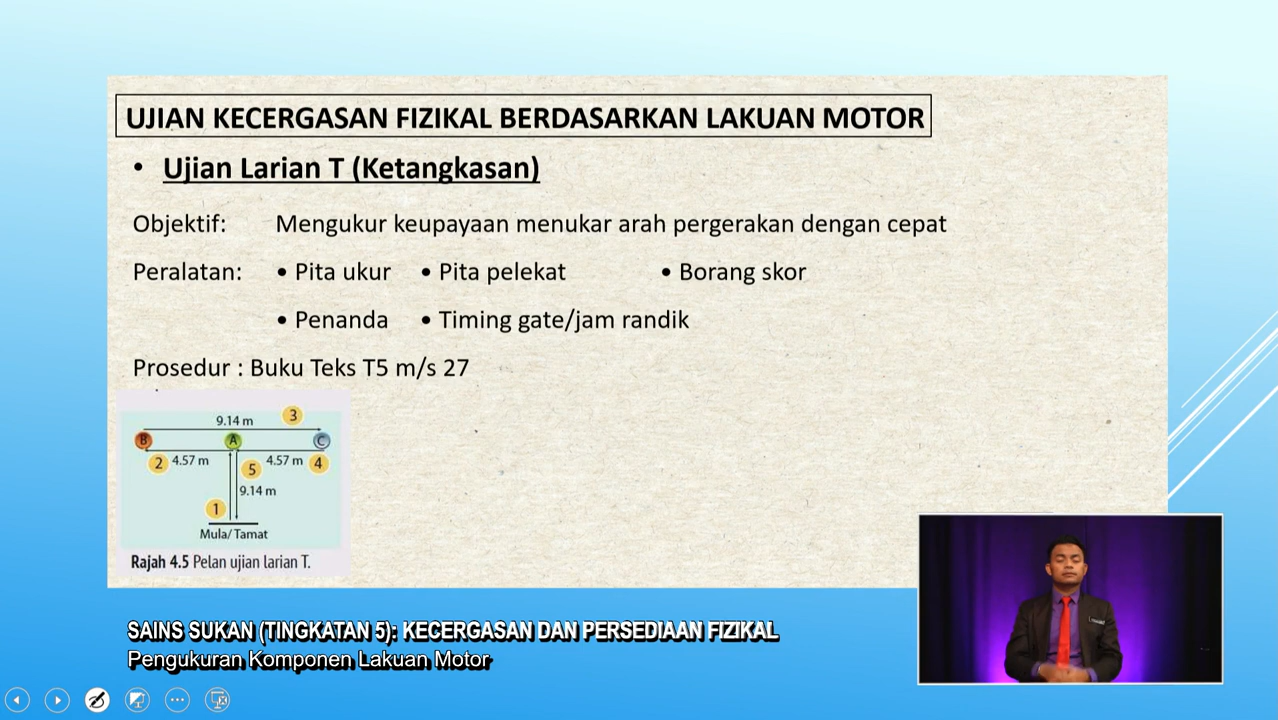 UJIAN KECERGASAN FIZIKAL BERDASARKAN LAKUAN MOTOR
• Ujian Larian T (Ketangkasan)
Objektif: Mengukur keupayaan menukar arah pergerakan dengan cepat
Peralatan: • Pita ukur • Pita pelekat • Borang skor
• Penanda • Timing gate/jam randik
Prosedur : Buku Teks T5 m/s 27
9.14 m 3
B A C
2 4.57 m 5 4.57 m 4
9.14 m
1
Mula/Tamat
Rajah 4.5 Pelan ujian larian T.
SAINS SUKAN (TINGKATAN 5): KECERGASAN DAN PERSEDIAAN FIZIKAL
Pengukuran Komponen Lakuan Motor